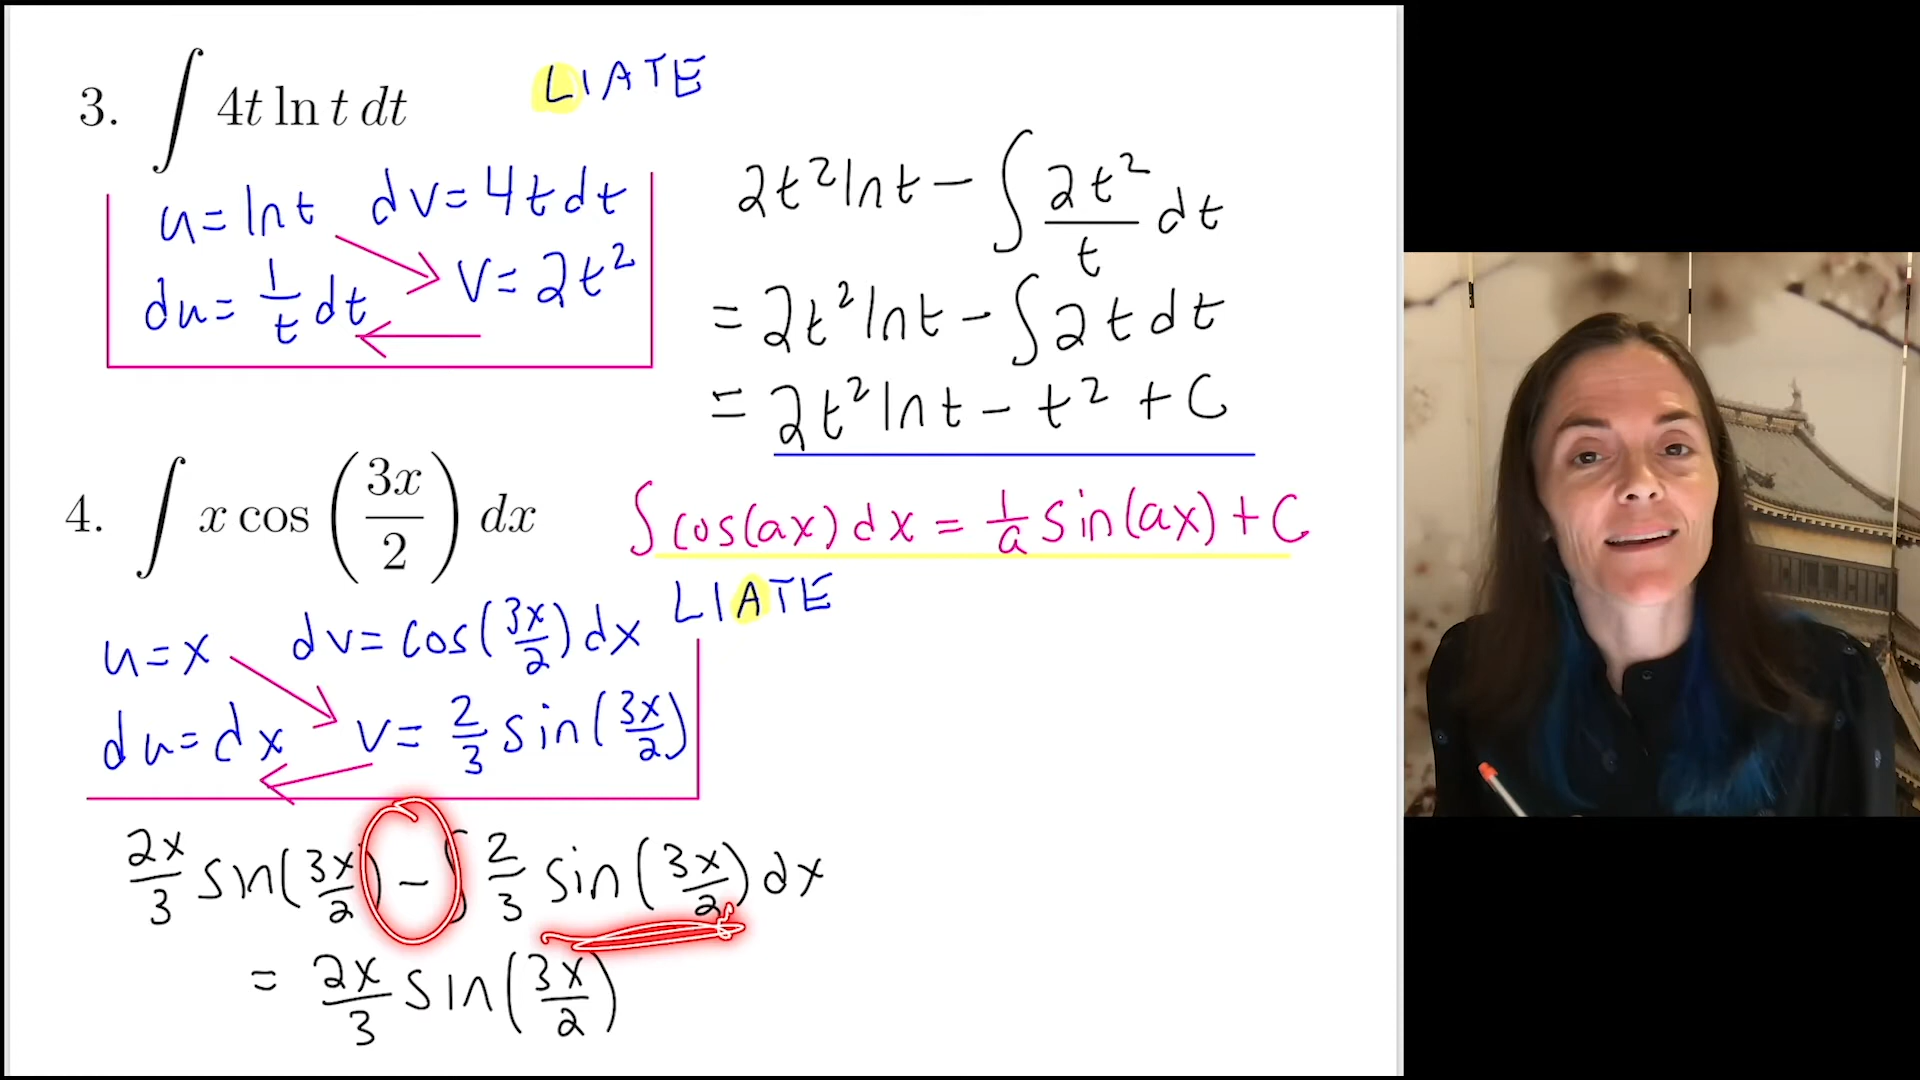 3. ∫ 4t ln t dt
LIATE
u = ln t dv = 4t dt
du = 1/t dt v = 2t²
2t² ln t − ∫ 2t²/t dt
= 2t² ln t − ∫ 2t dt
= 2t² ln t − t² + C
4. ∫ x cos (3x/2) dx
∫ cos(ax) dx = 1/a sin(ax) + C
LIATE
u = x dv = cos(3x/2) dx
du = dx v = 2/3 sin(3x/2)
2x/3 sin(3x/2) − ∫ 2/3 sin(3x/2) dx
= 2x/3 sin(3x/2)